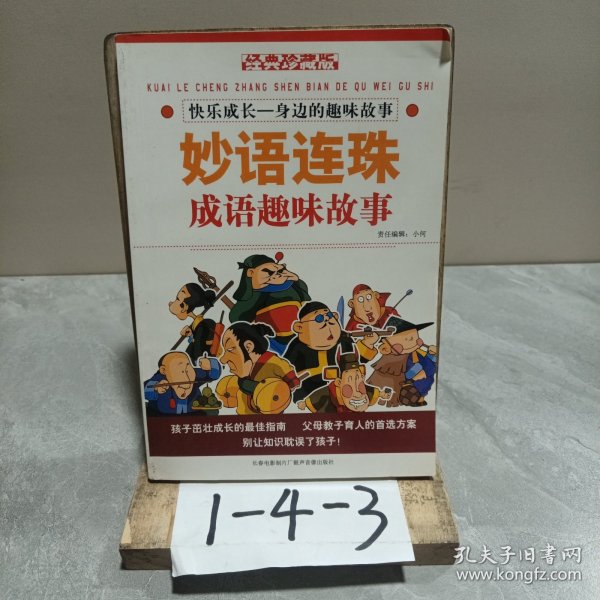 经典珍藏版
KUAI LE CHENG ZHANG SHEN BIAN DE QU WEI GU SHI
快乐成长—身边的趣味故事
妙语连珠
成语趣味故事
责任编辑：小何
孩子茁壮成长的最佳指南 父母教子育人的首选方案
别让知识耽误了孩子！
长春电影制片厂银声音像出版社
1-4-3
孔夫子旧书网
www.kongfz.com